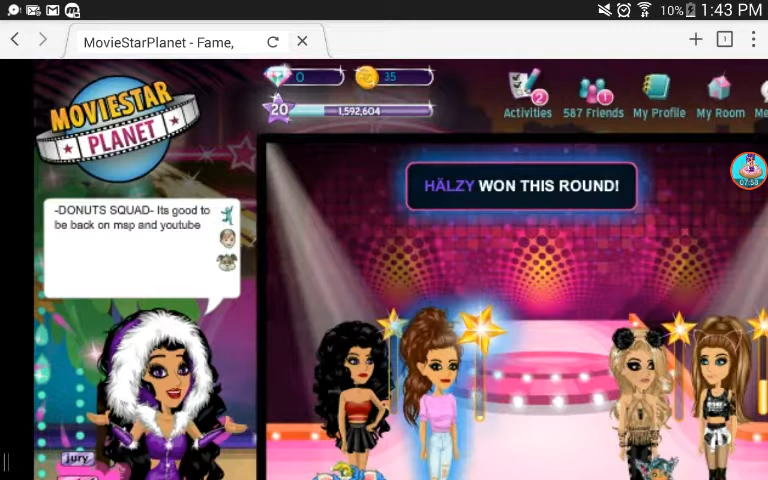 10% 1:43 PM
MovieStarPlanet - Fame,
1
0
35
20
1,592,604
2
1
Activities
587 Friends
My Profile
My Room
Me
MOVIESTAR
PLANET
07:58
HÄLZY WON THIS ROUND!
-DONUTS SQUAD- Its good to
be back on msp and youtube
jury